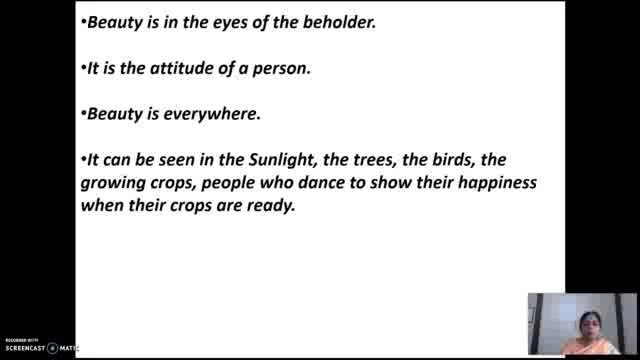 •Beauty is in the eyes of the beholder.
•It is the attitude of a person.
•Beauty is everywhere.
•It can be seen in the Sunlight, the trees, the birds, the
growing crops, people who dance to show their happiness
when their crops are ready.
RECORDED WITH
SCREENCAST MATIC